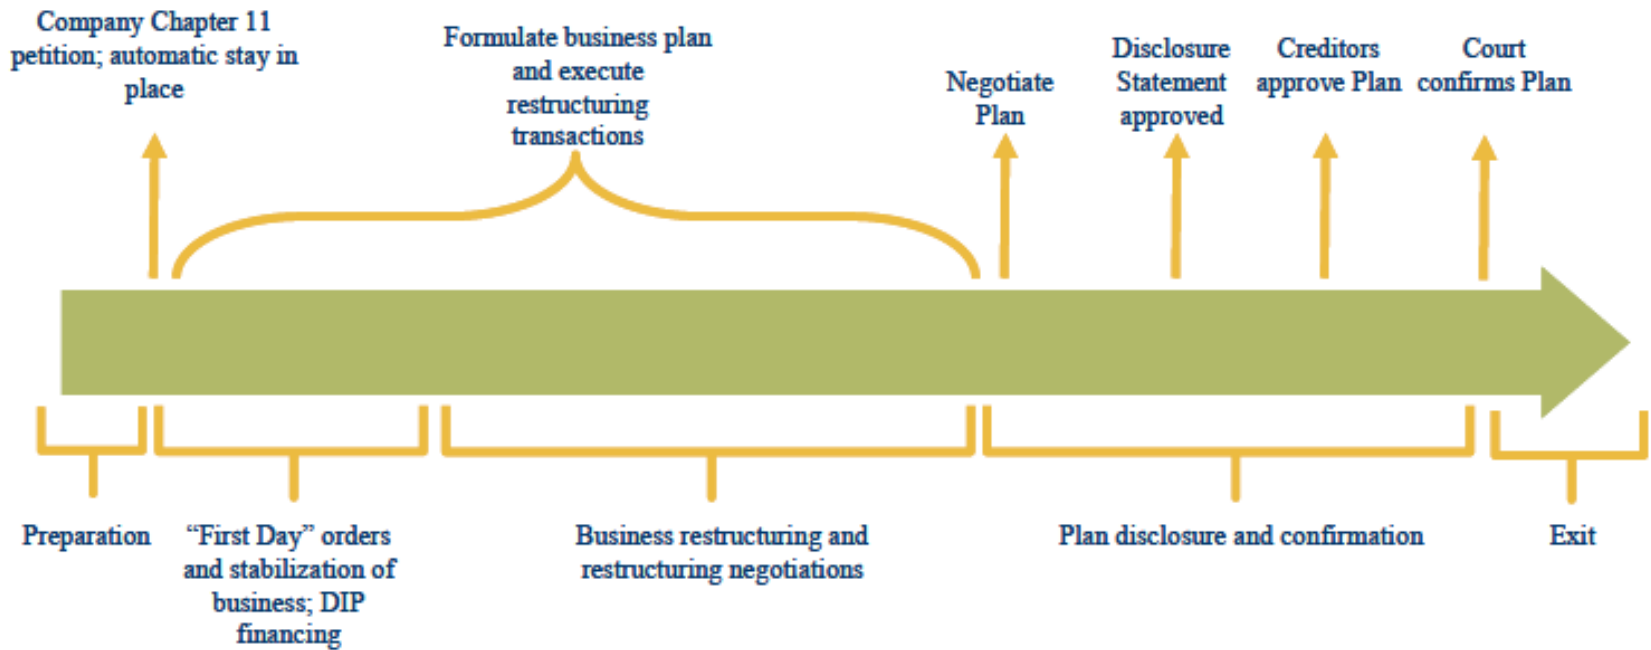 Company Chapter 11
petition; automatic stay in
place
Formulate business plan
and execute
restructuring
transactions
Negotiate
Plan
Disclosure
Statement
approved
Creditors
approve Plan
Court
confirms Plan
Preparation
“First Day” orders
and stabilization of
business; DIP
financing
Business restructuring and
restructuring negotiations
Plan disclosure and confirmation
Exit